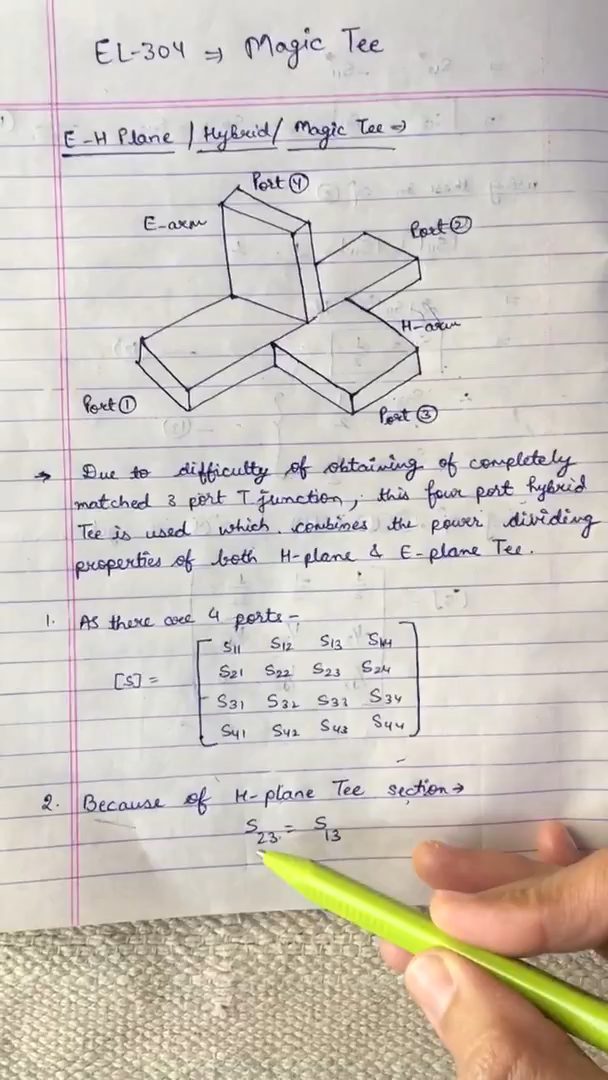 EL-304 ⇒ Magic Tee
E-H Plane / Hybrid / Magic Tee ⇒
Port ④
E-arm
Port ②
H-arm
Port ①
Port ③
→ Due to difficulty of obtaining of completely
matched 3 port T junction, this four port hybrid
Tee is used which combines the power dividing
properties of both H-plane & E-plane Tee.
1. As there are 4 ports -
S11 S12 S13 S14
S21 S22 S23 S24
[S] =
S31 S32 S33 S34
S41 S42 S43 S44
2. Because of H-plane Tee section →
S23 = S13